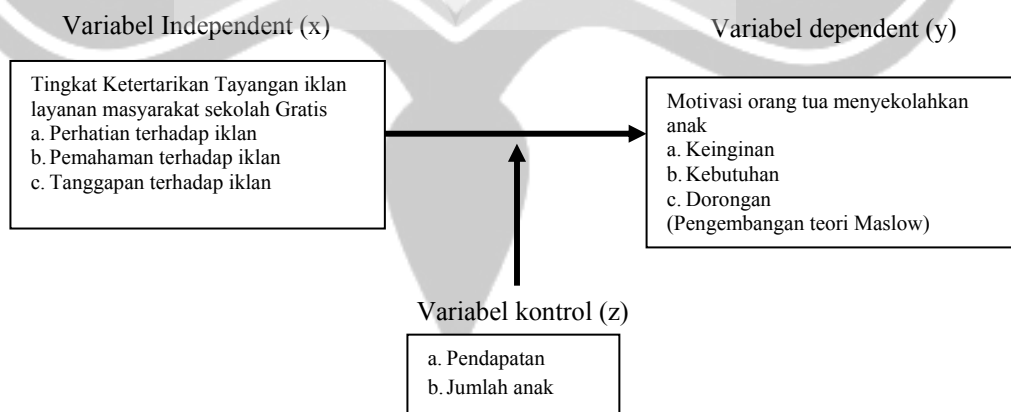 Variabel Independent (x)
Variabel dependent (y)
Tingkat Ketertarikan Tayangan iklan
layanan masyarakat sekolah Gratis
a. Perhatian terhadap iklan
b. Pemahaman terhadap iklan
c. Tanggapan terhadap iklan
Motivasi orang tua menyekolahkan
anak
a. Keinginan
b. Kebutuhan
c. Dorongan
(Pengembangan teori Maslow)
Variabel kontrol (z)
a. Pendapatan
b. Jumlah anak